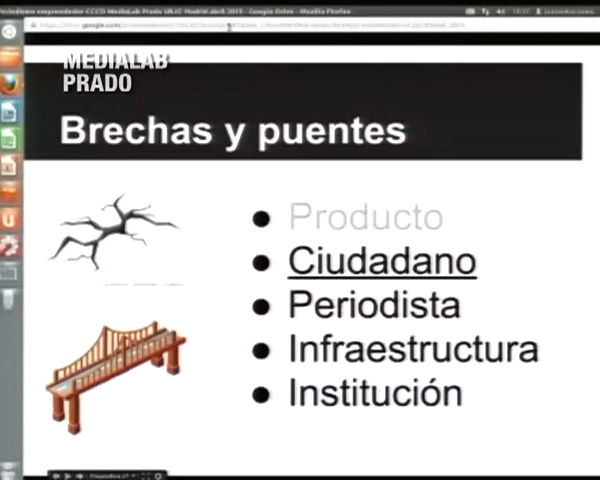 MEDIALAB
PRADO
Brechas y puentes
Producto
Ciudadano
Periodista
Infraestructura
Institución